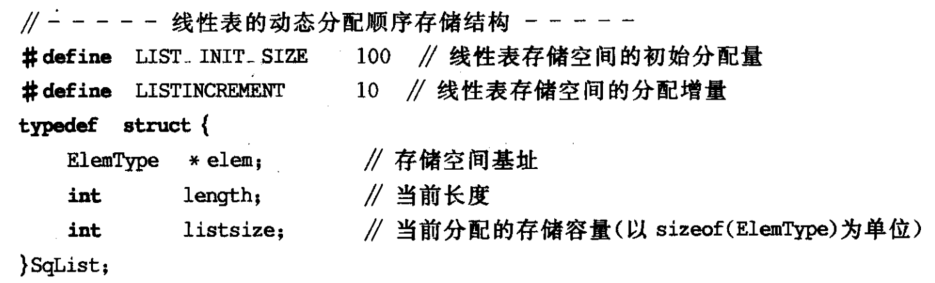 //- - - - - 线性表的动态分配顺序存储结构 - - - - -
#define LIST_INIT_SIZE 100 // 线性表存储空间的初始分配量
#define LISTINCREMENT 10 // 线性表存储空间的分配增量
typedef struct {
ElemType * elem; // 存储空间基址
int length; // 当前长度
int listsize; // 当前分配的存储容量(以 sizeof(ElemType)为单位)
}SqList;